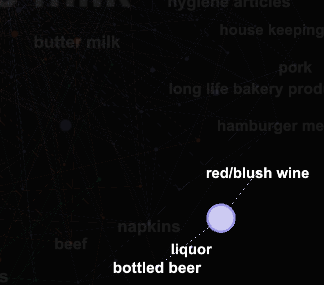 hygiene articles
house keeping
butter milk
pork
long life bakery prod
hamburger me
red/blush wine
napkins
beef
liquor
bottled beer